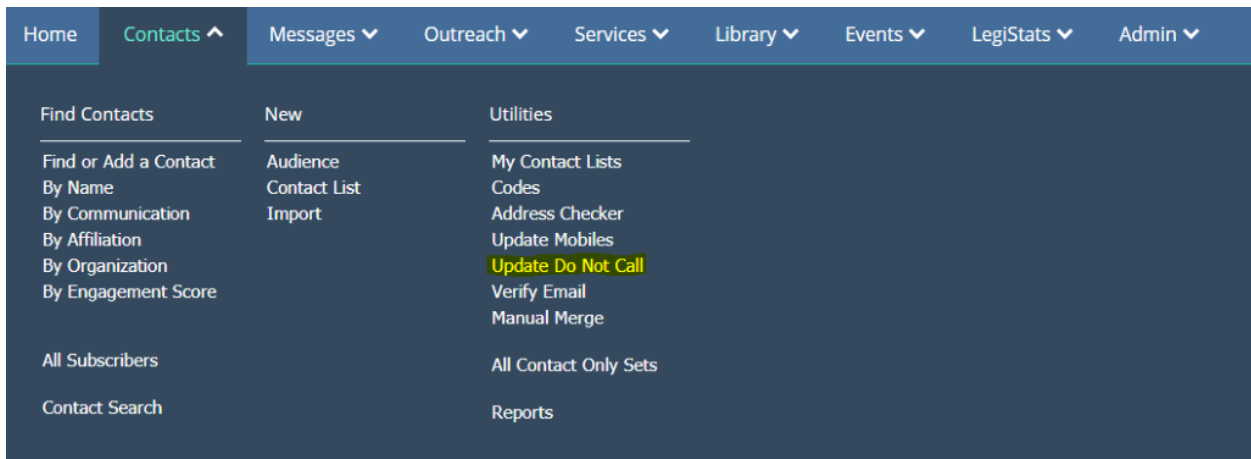 Home Contacts Messages Outreach Services Library Events LegiStats Admin
Find Contacts
Find or Add a Contact
By Name
By Communication
By Affiliation
By Organization
By Engagement Score
All Subscribers
Contact Search
New
Audience
Contact List
Import
Utilities
My Contact Lists
Codes
Address Checker
Update Mobiles
Update Do Not Call
Verify Email
Manual Merge
All Contact Only Sets
Reports